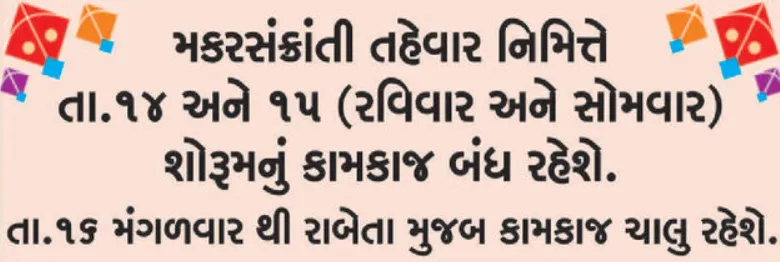 મકરસંક્રાંતી તહેવાર નિમિત્તે
તા.૧૪ અને ૧૫ (રવિવાર અને સોમવાર)
શોરૂમનું કામકાજ બંધ રહેશે.
તા.૧૬ મંગળવાર થી રાબેતા મુજબ કામકાજ ચાલુ રહેશે.